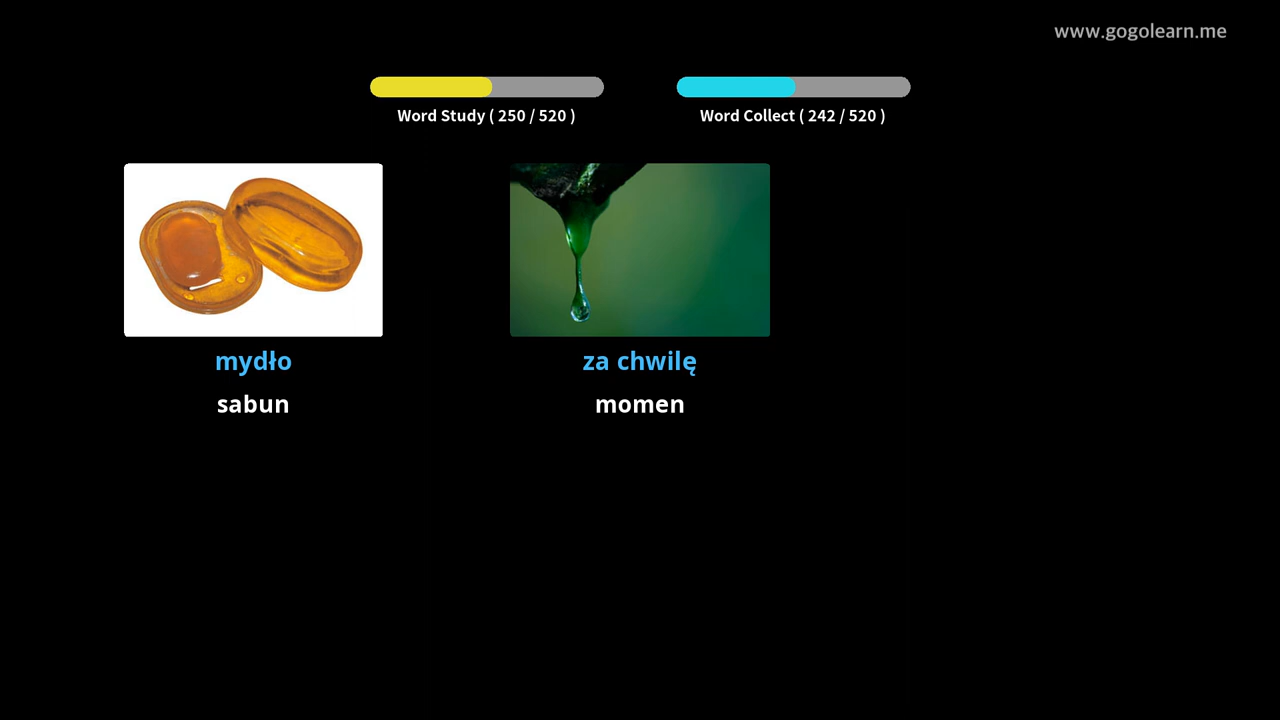 www.gogolearn.me
Word Study ( 250 / 520 )
Word Collect ( 242 / 520 )
mydło
sabun
za chwilę
momen